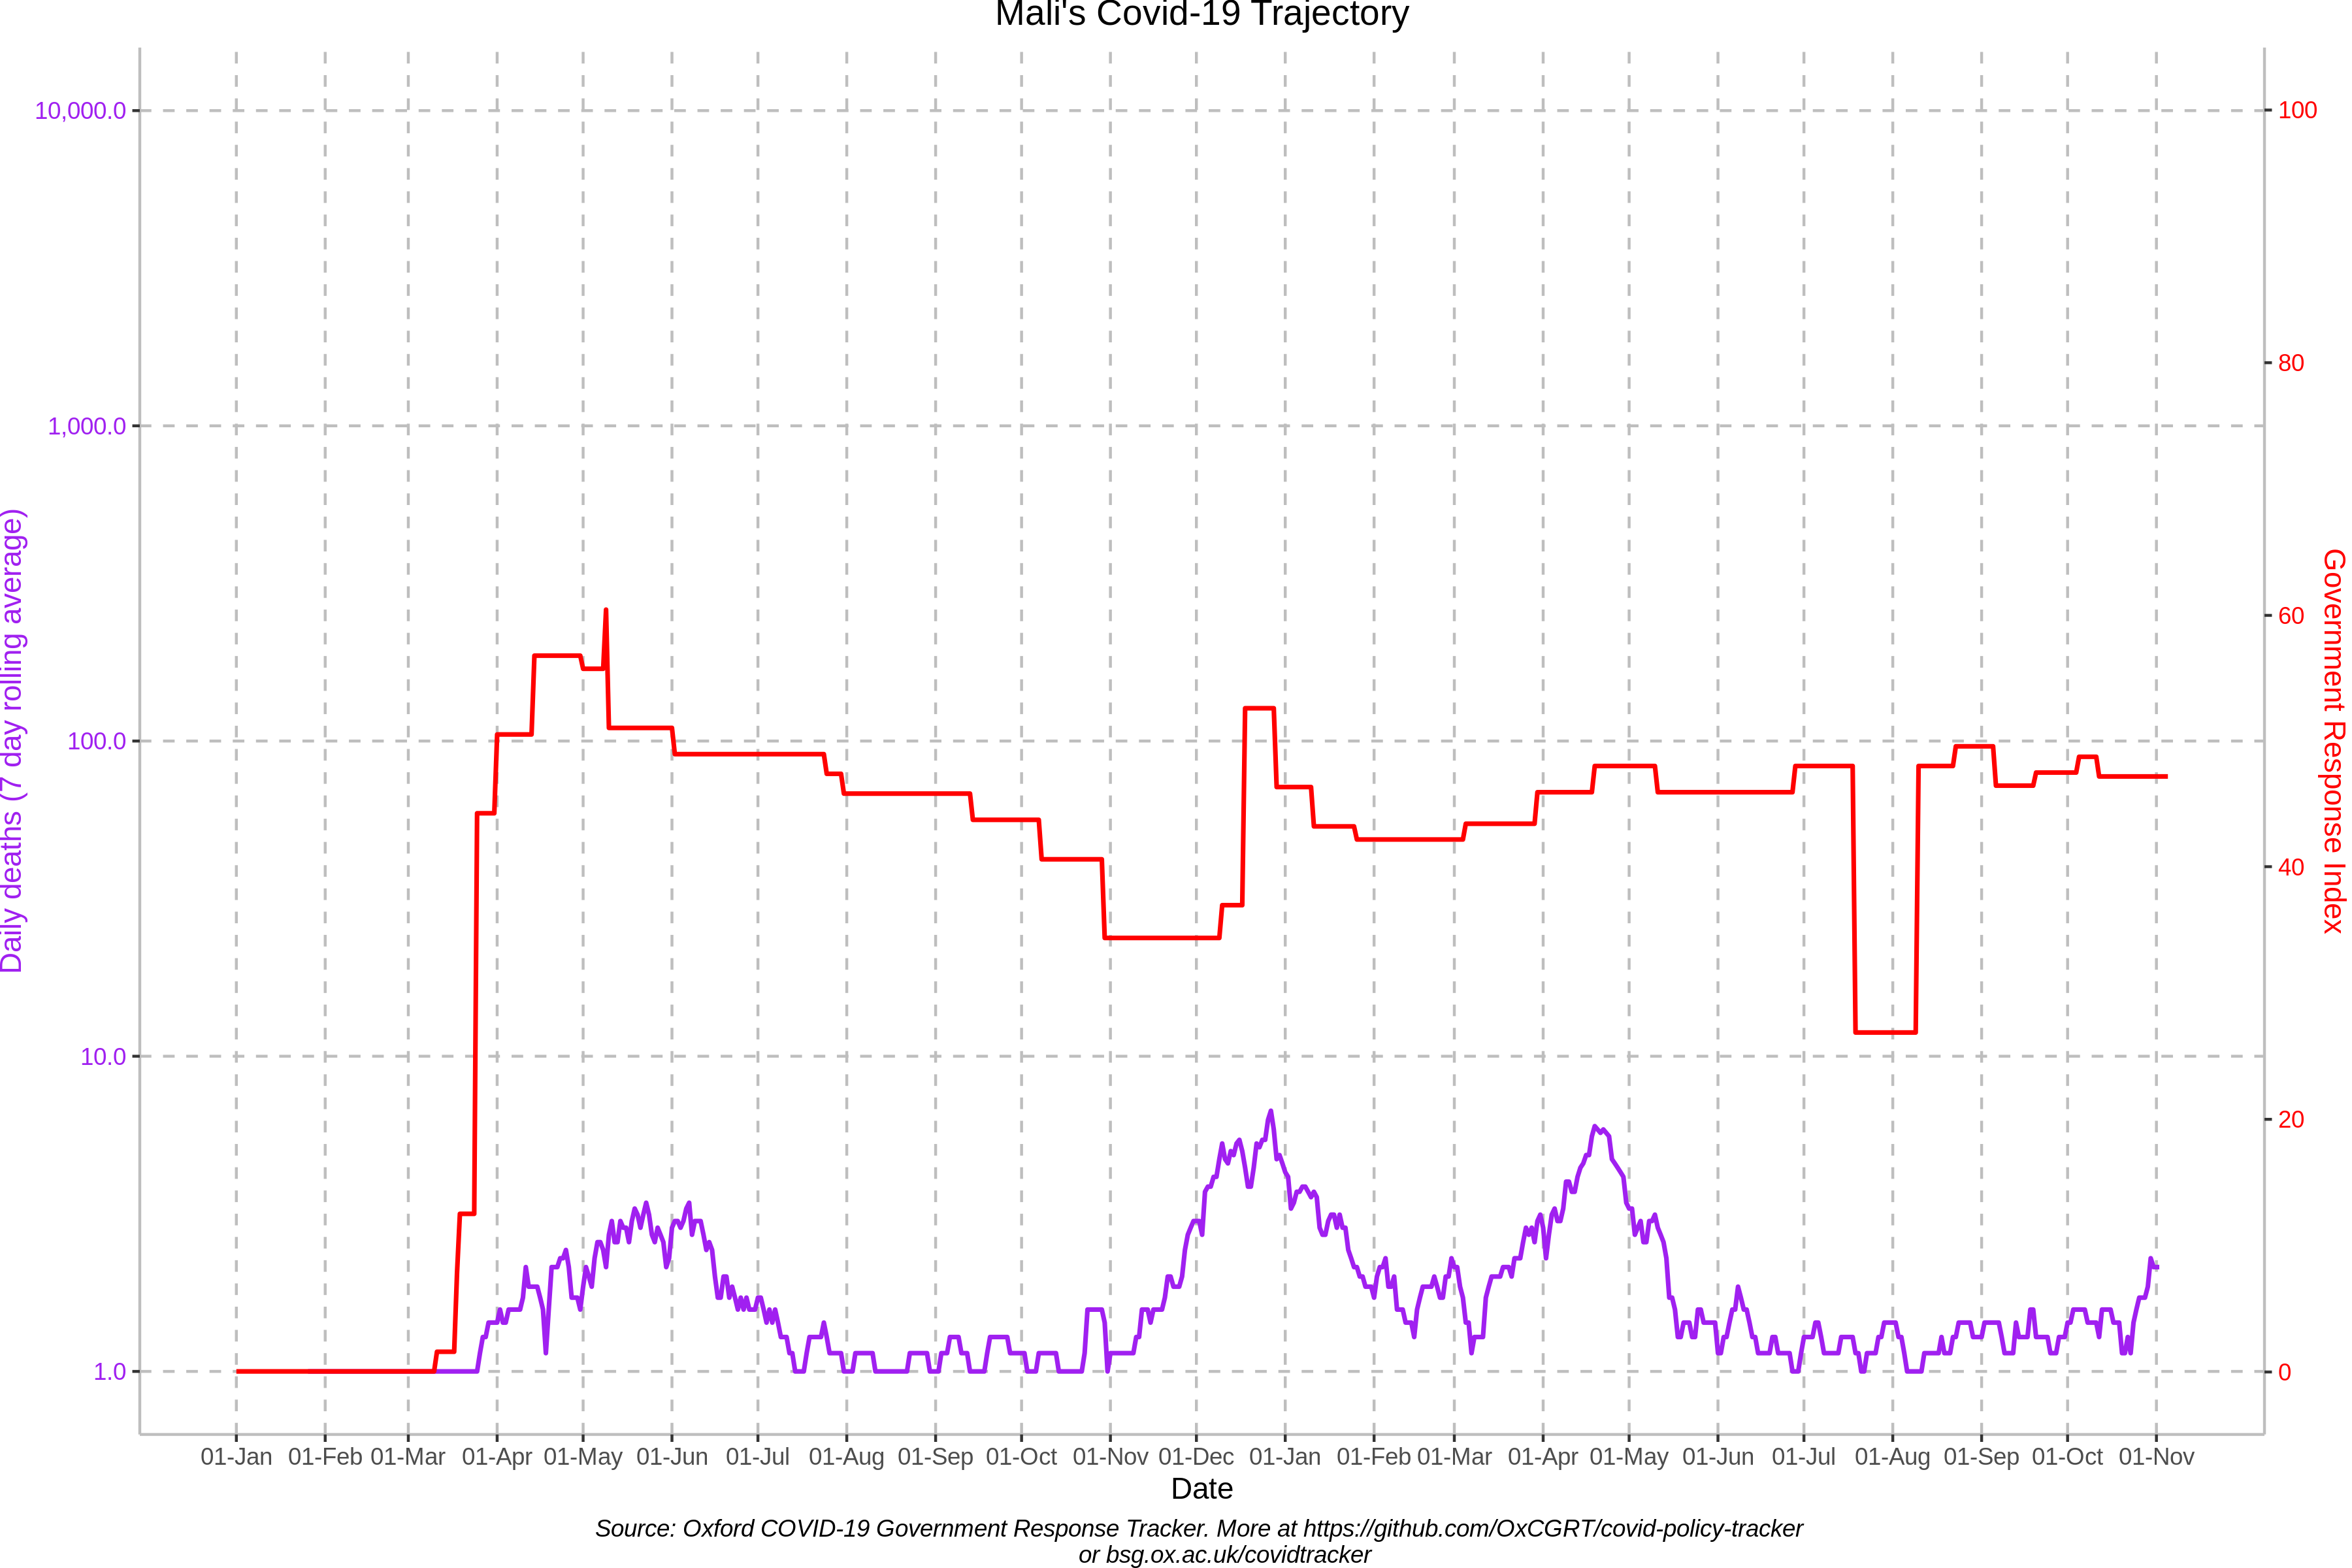 Mali's Covid-19 Trajectory
10,000.0
1,000.0
100.0
10.0
1.0
Daily deaths (7 day rolling average)
100
80
60
40
20
0
Government Response Index
01-Jan 01-Feb 01-Mar 01-Apr 01-May 01-Jun 01-Jul 01-Aug 01-Sep 01-Oct 01-Nov 01-Dec 01-Jan 01-Feb 01-Mar 01-Apr 01-May 01-Jun 01-Jul 01-Aug 01-Sep 01-Oct 01-Nov
Date
Source: Oxford COVID-19 Government Response Tracker. More at https://github.com/OxCGRT/covid-policy-tracker
or bsg.ox.ac.uk/covidtracker